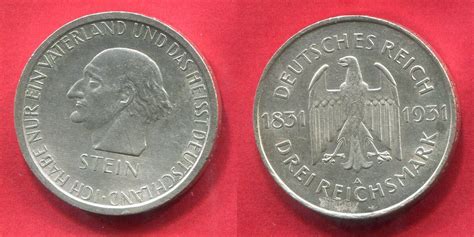 ICH HABE NUR EIN VATERLAND UND DAS HEISST DEUTSCHLAND ·
STEIN
DEUTSCHES REICH
1831 1931
A
DREI REICHSMARK